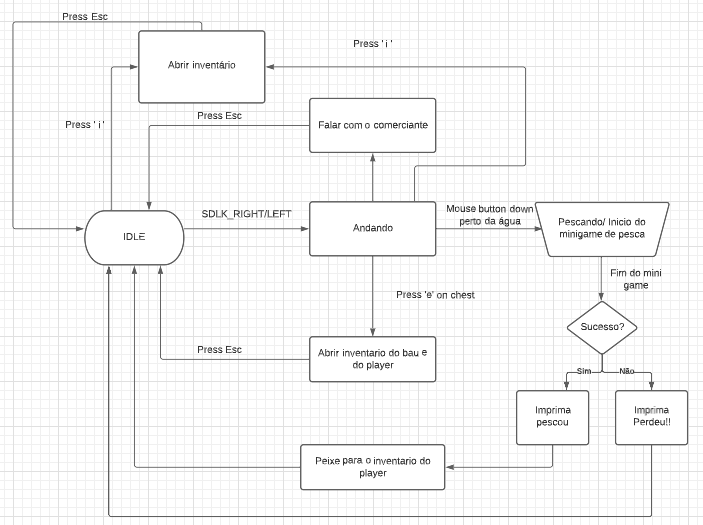 Press Esc
Abrir inventário
Press ' i '
Press ' i '
Press Esc
Falar com o comerciante
IDLE
SDLK_RIGHT/LEFT
Andando
Mouse button down
perto da água
Pescando/ Inicio do
minigame de pesca
Fim do mini
game
Press 'e' on chest
Sucesso?
Press Esc
Abrir inventario do bau e
do player
Sim
Não
Imprima
pescou
Imprima
Perdeu!!
Peixe para o inventario do
player